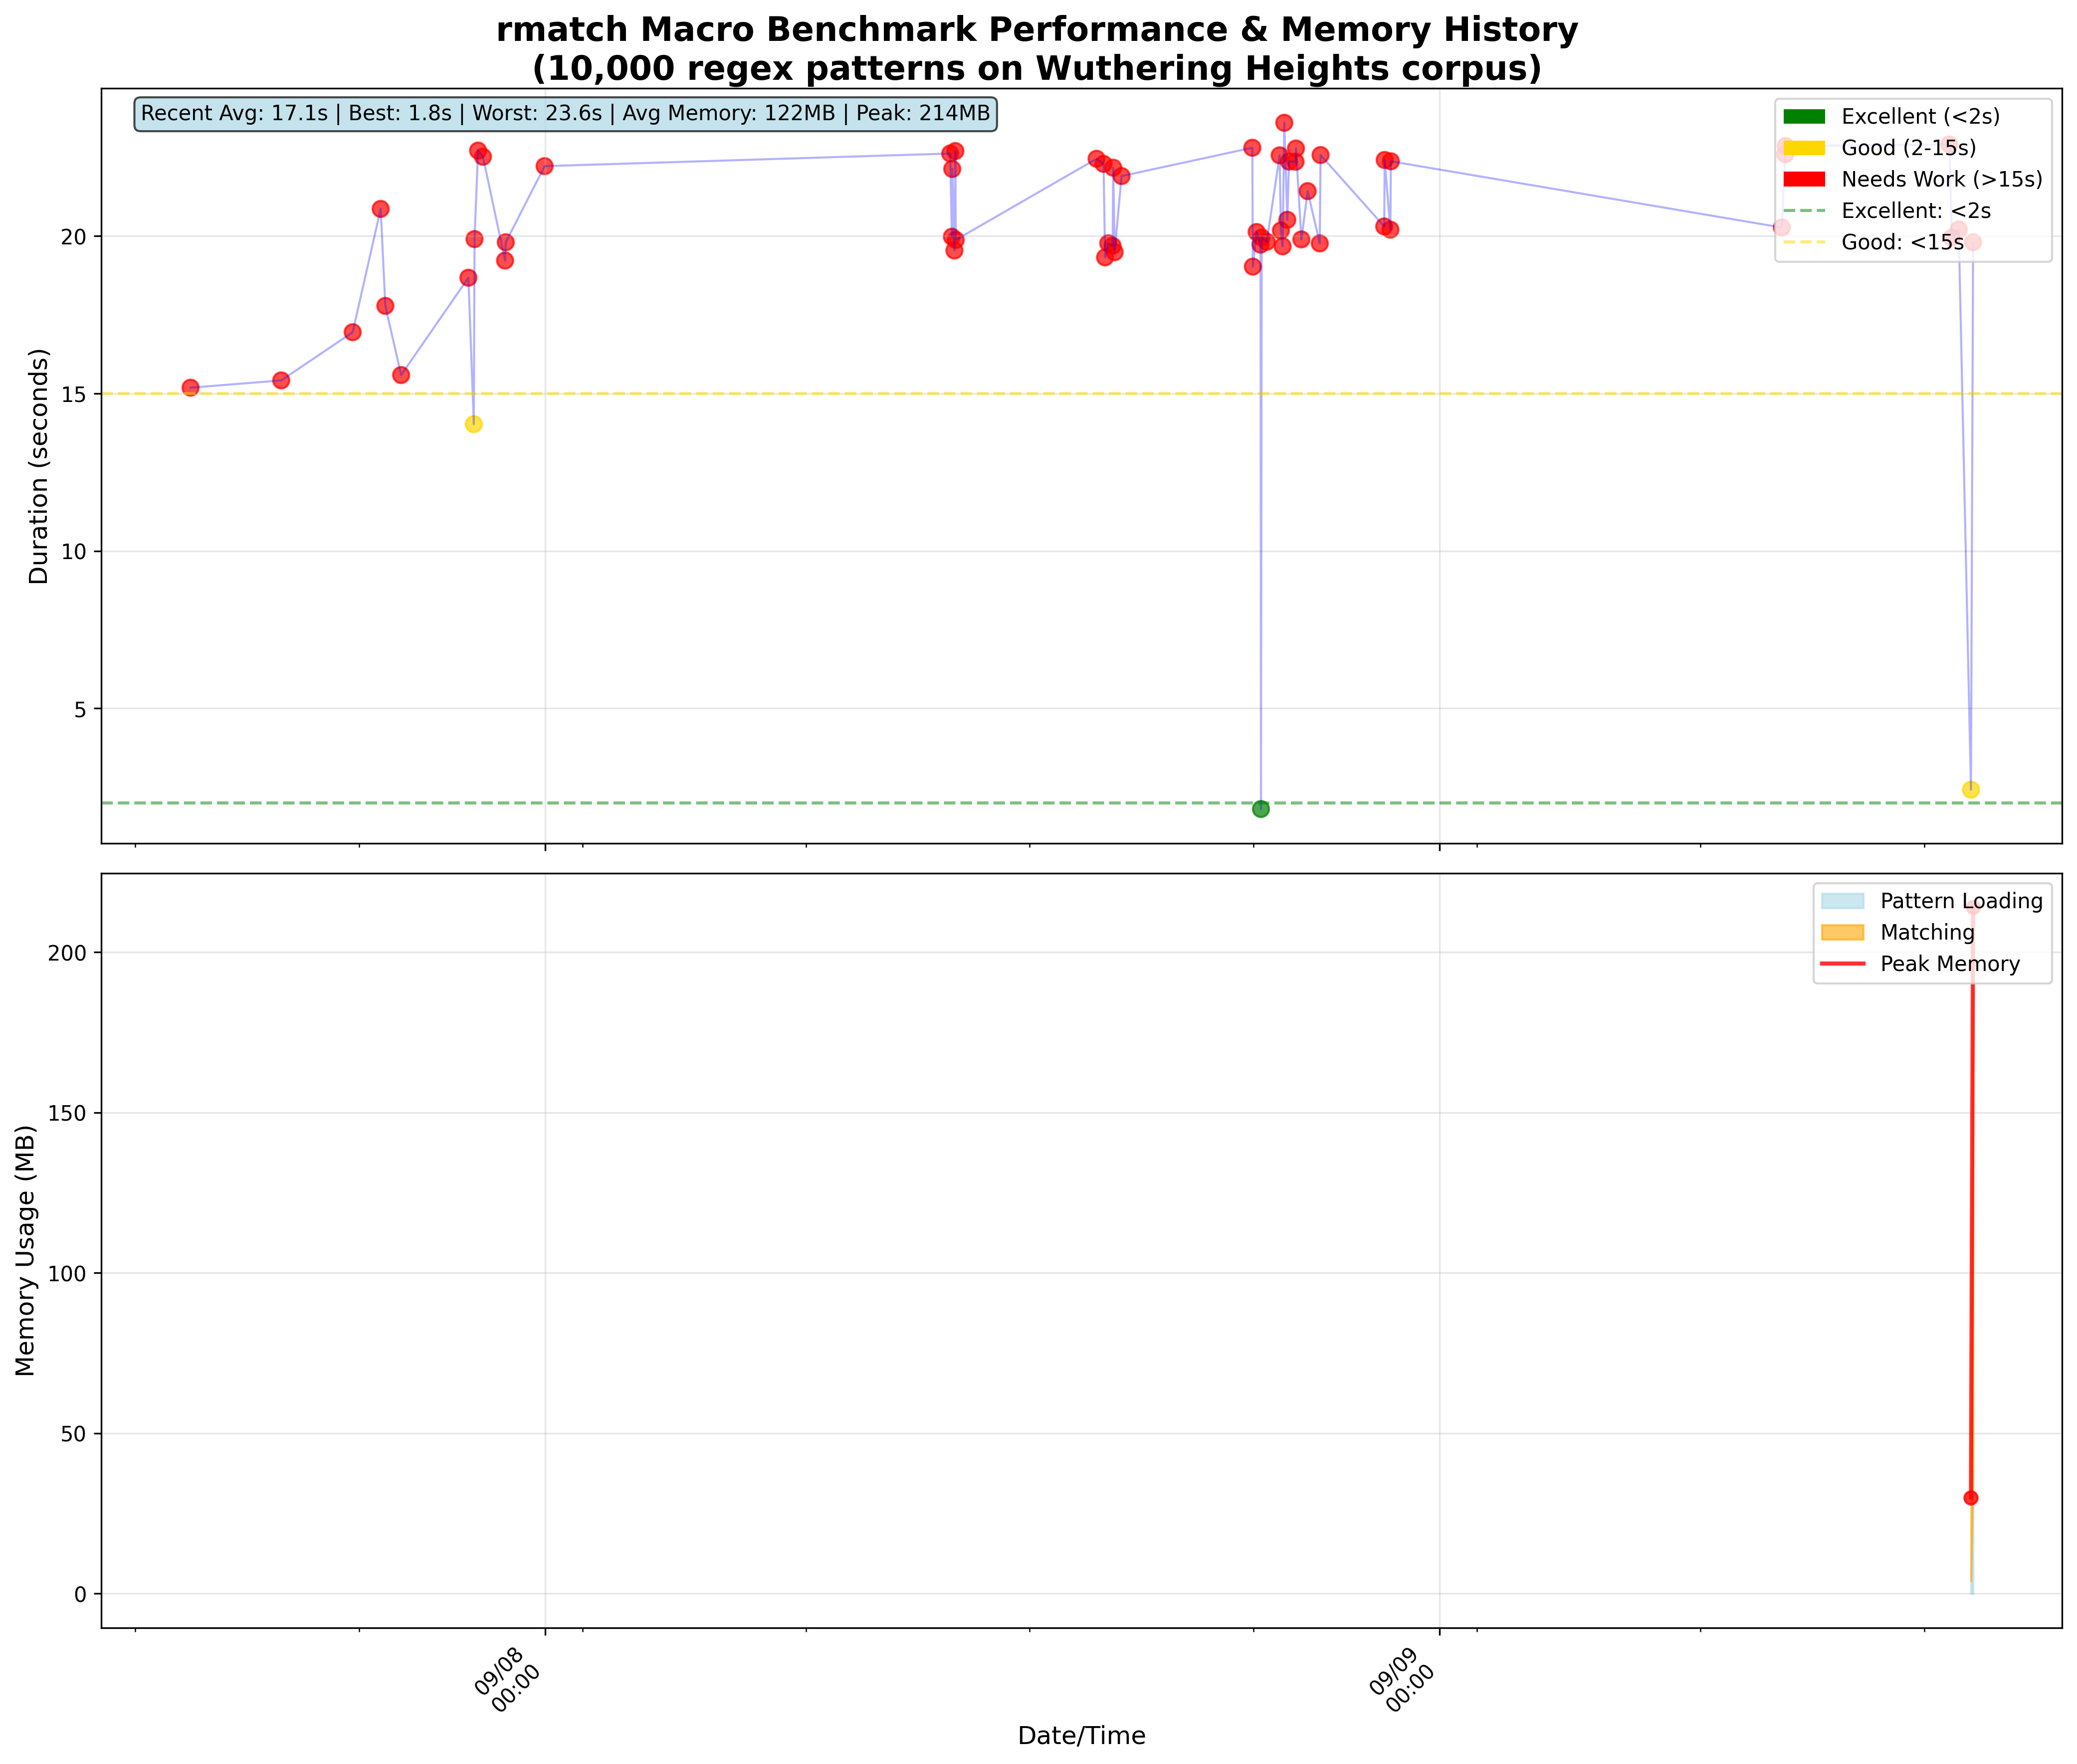 rmatch Macro Benchmark Performance & Memory History
(10,000 regex patterns on Wuthering Heights corpus)
Recent Avg: 17.1s | Best: 1.8s | Worst: 23.6s | Avg Memory: 122MB | Peak: 214MB
Excellent (<2s)
Good (2-15s)
Needs Work (>15s)
Excellent: <2s
Good: <15s
Duration (seconds)
20
15
10
5
Pattern Loading
Matching
Peak Memory
Memory Usage (MB)
200
150
100
50
0
09/08
00:00
09/09
00:00
Date/Time